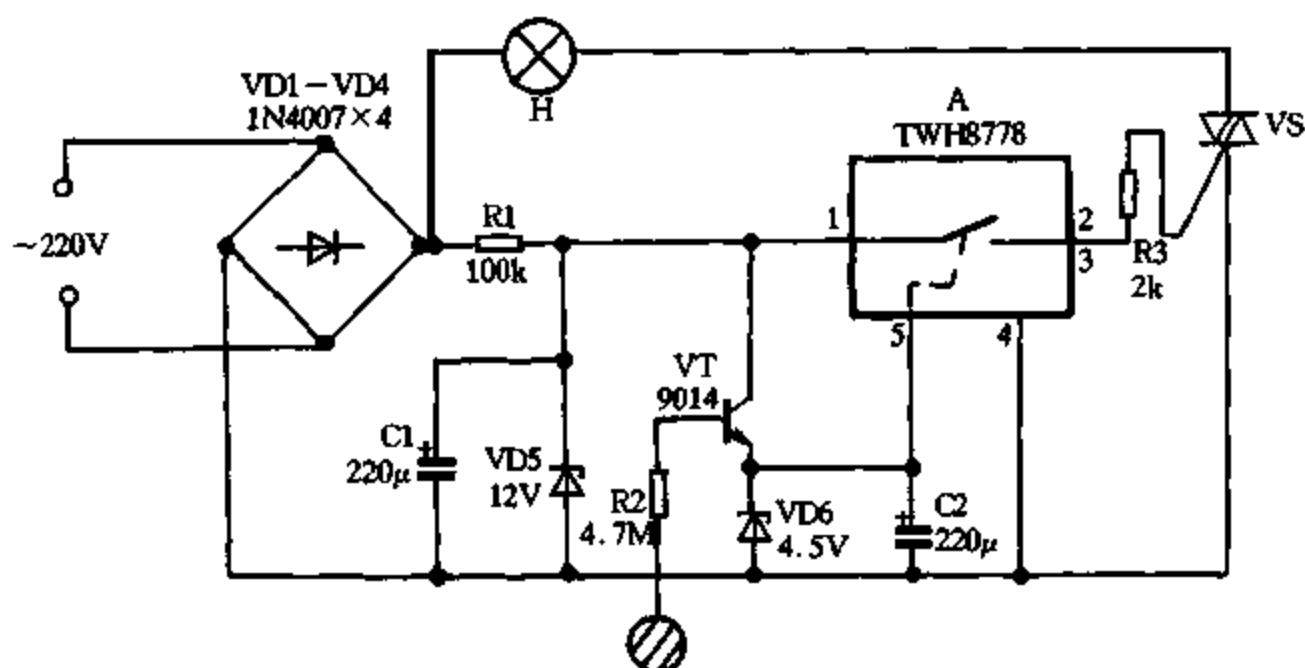 VD1－VD4
1N4007×4
H
A
TWH8778
VS
~220V
R1
100k
1
2
3
R3
2k
5
4
VT
9014
C1
220μ
VD5
12V
R2
4.7M
VD6
4.5V
C2
220μ